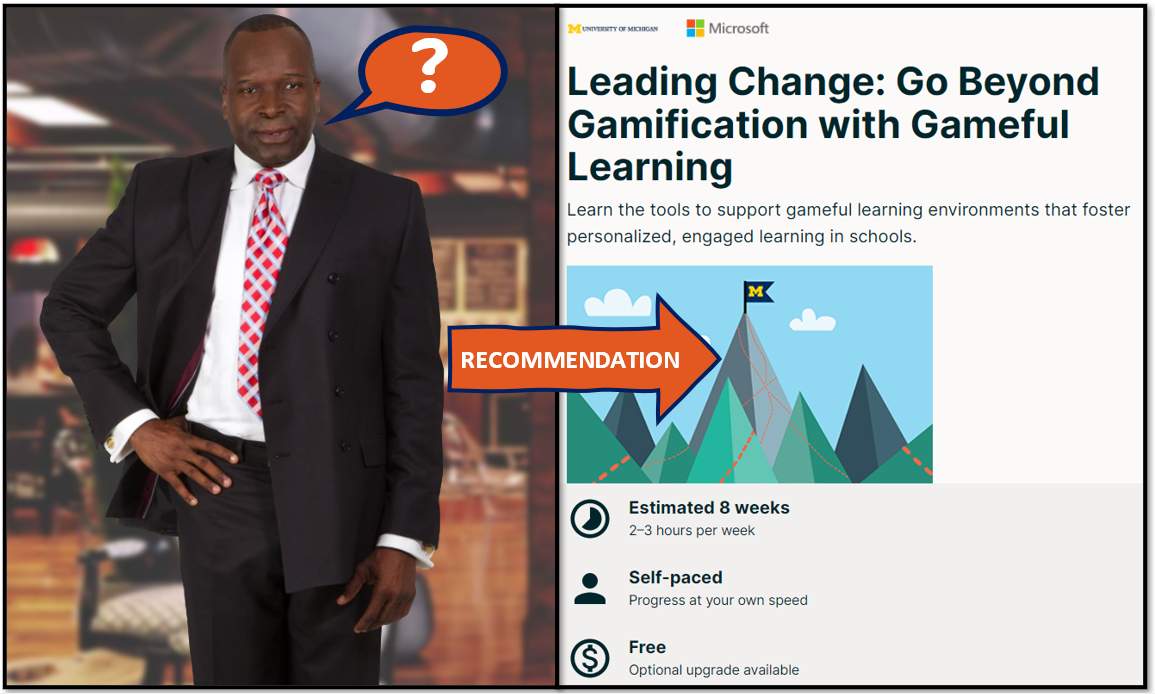 ?
RECOMMENDATION
M UNIVERSITY OF MICHIGAN
Microsoft
Leading Change: Go Beyond
Gamification with Gameful
Learning
Learn the tools to support gameful learning environments that foster
personalized, engaged learning in schools.
M
Estimated 8 weeks
2–3 hours per week
Self-paced
Progress at your own speed
$
Free
Optional upgrade available